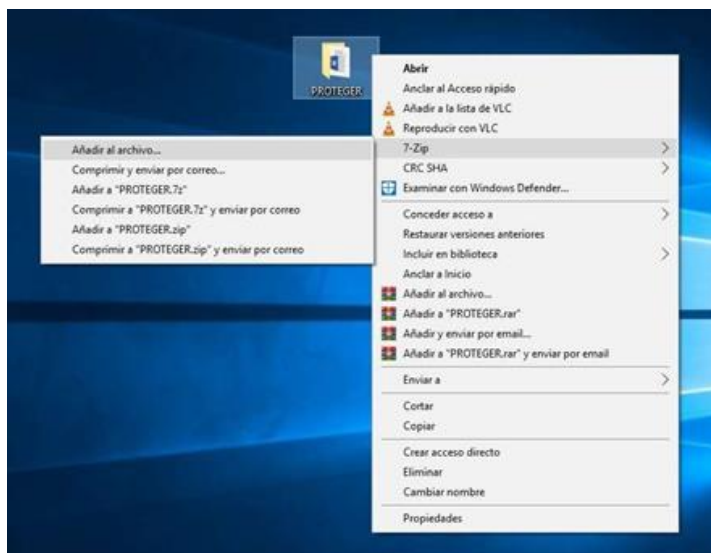 PROTEGER
Abrir
Anclar al Acceso rápido
Añadir a la lista de VLC
Reproducir con VLC
7-Zip
CRC SHA
Examinar con Windows Defender...
Conceder acceso a
Restaurar versiones anteriores
Incluir en biblioteca
Anclar a Inicio
Añadir al archivo...
Añadir a "PROTEGER.rar"
Añadir y enviar por email...
Añadir a "PROTEGER.rar" y enviar por email
Enviar a
Cortar
Copiar
Crear acceso directo
Eliminar
Cambiar nombre
Propiedades
Añadir al archivo...
Comprimir y enviar por correo...
Añadir a "PROTEGER.7z"
Comprimir a "PROTEGER.7z" y enviar por correo
Añadir a "PROTEGER.zip"
Comprimir a "PROTEGER.zip" y enviar por correo